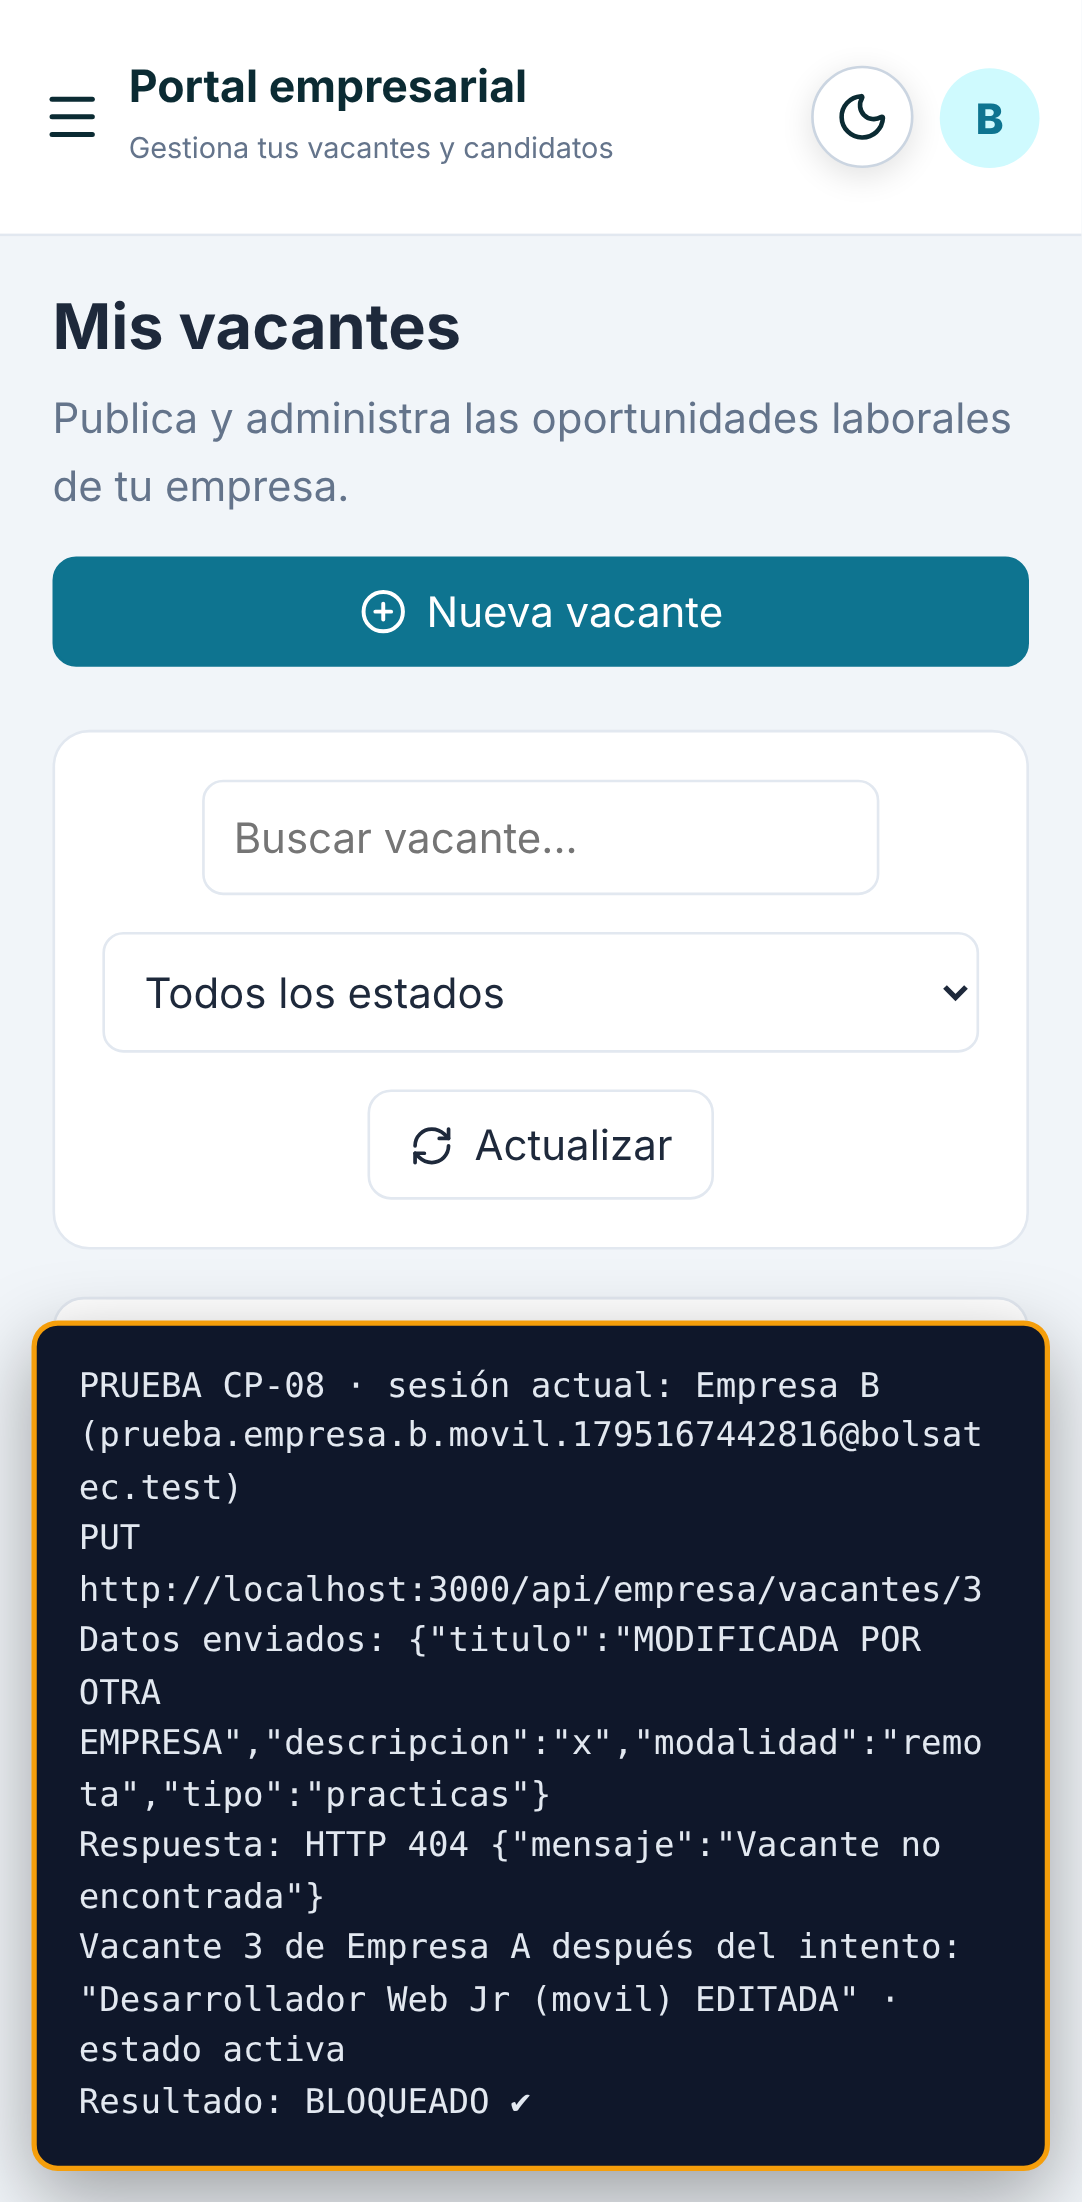 Portal empresarial
Gestiona tus vacantes y candidatos
B
Mis vacantes
Publica y administra las oportunidades laborales
de tu empresa.
Nueva vacante
Buscar vacante...
Todos los estados
Actualizar
PRUEBA CP-08 · sesión actual: Empresa B
(prueba.empresa.b.movil.1795167442816@bolsat
ec.test)
PUT
http://localhost:3000/api/empresa/vacantes/3
Datos enviados: {"titulo":"MODIFICADA POR
OTRA
EMPRESA","descripcion":"x","modalidad":"remo
ta","tipo":"practicas"}
Respuesta: HTTP 404 {"mensaje":"Vacante no
encontrada"}
Vacante 3 de Empresa A después del intento:
"Desarrollador Web Jr (movil) EDITADA" ·
estado activa
Resultado: BLOQUEADO ✔